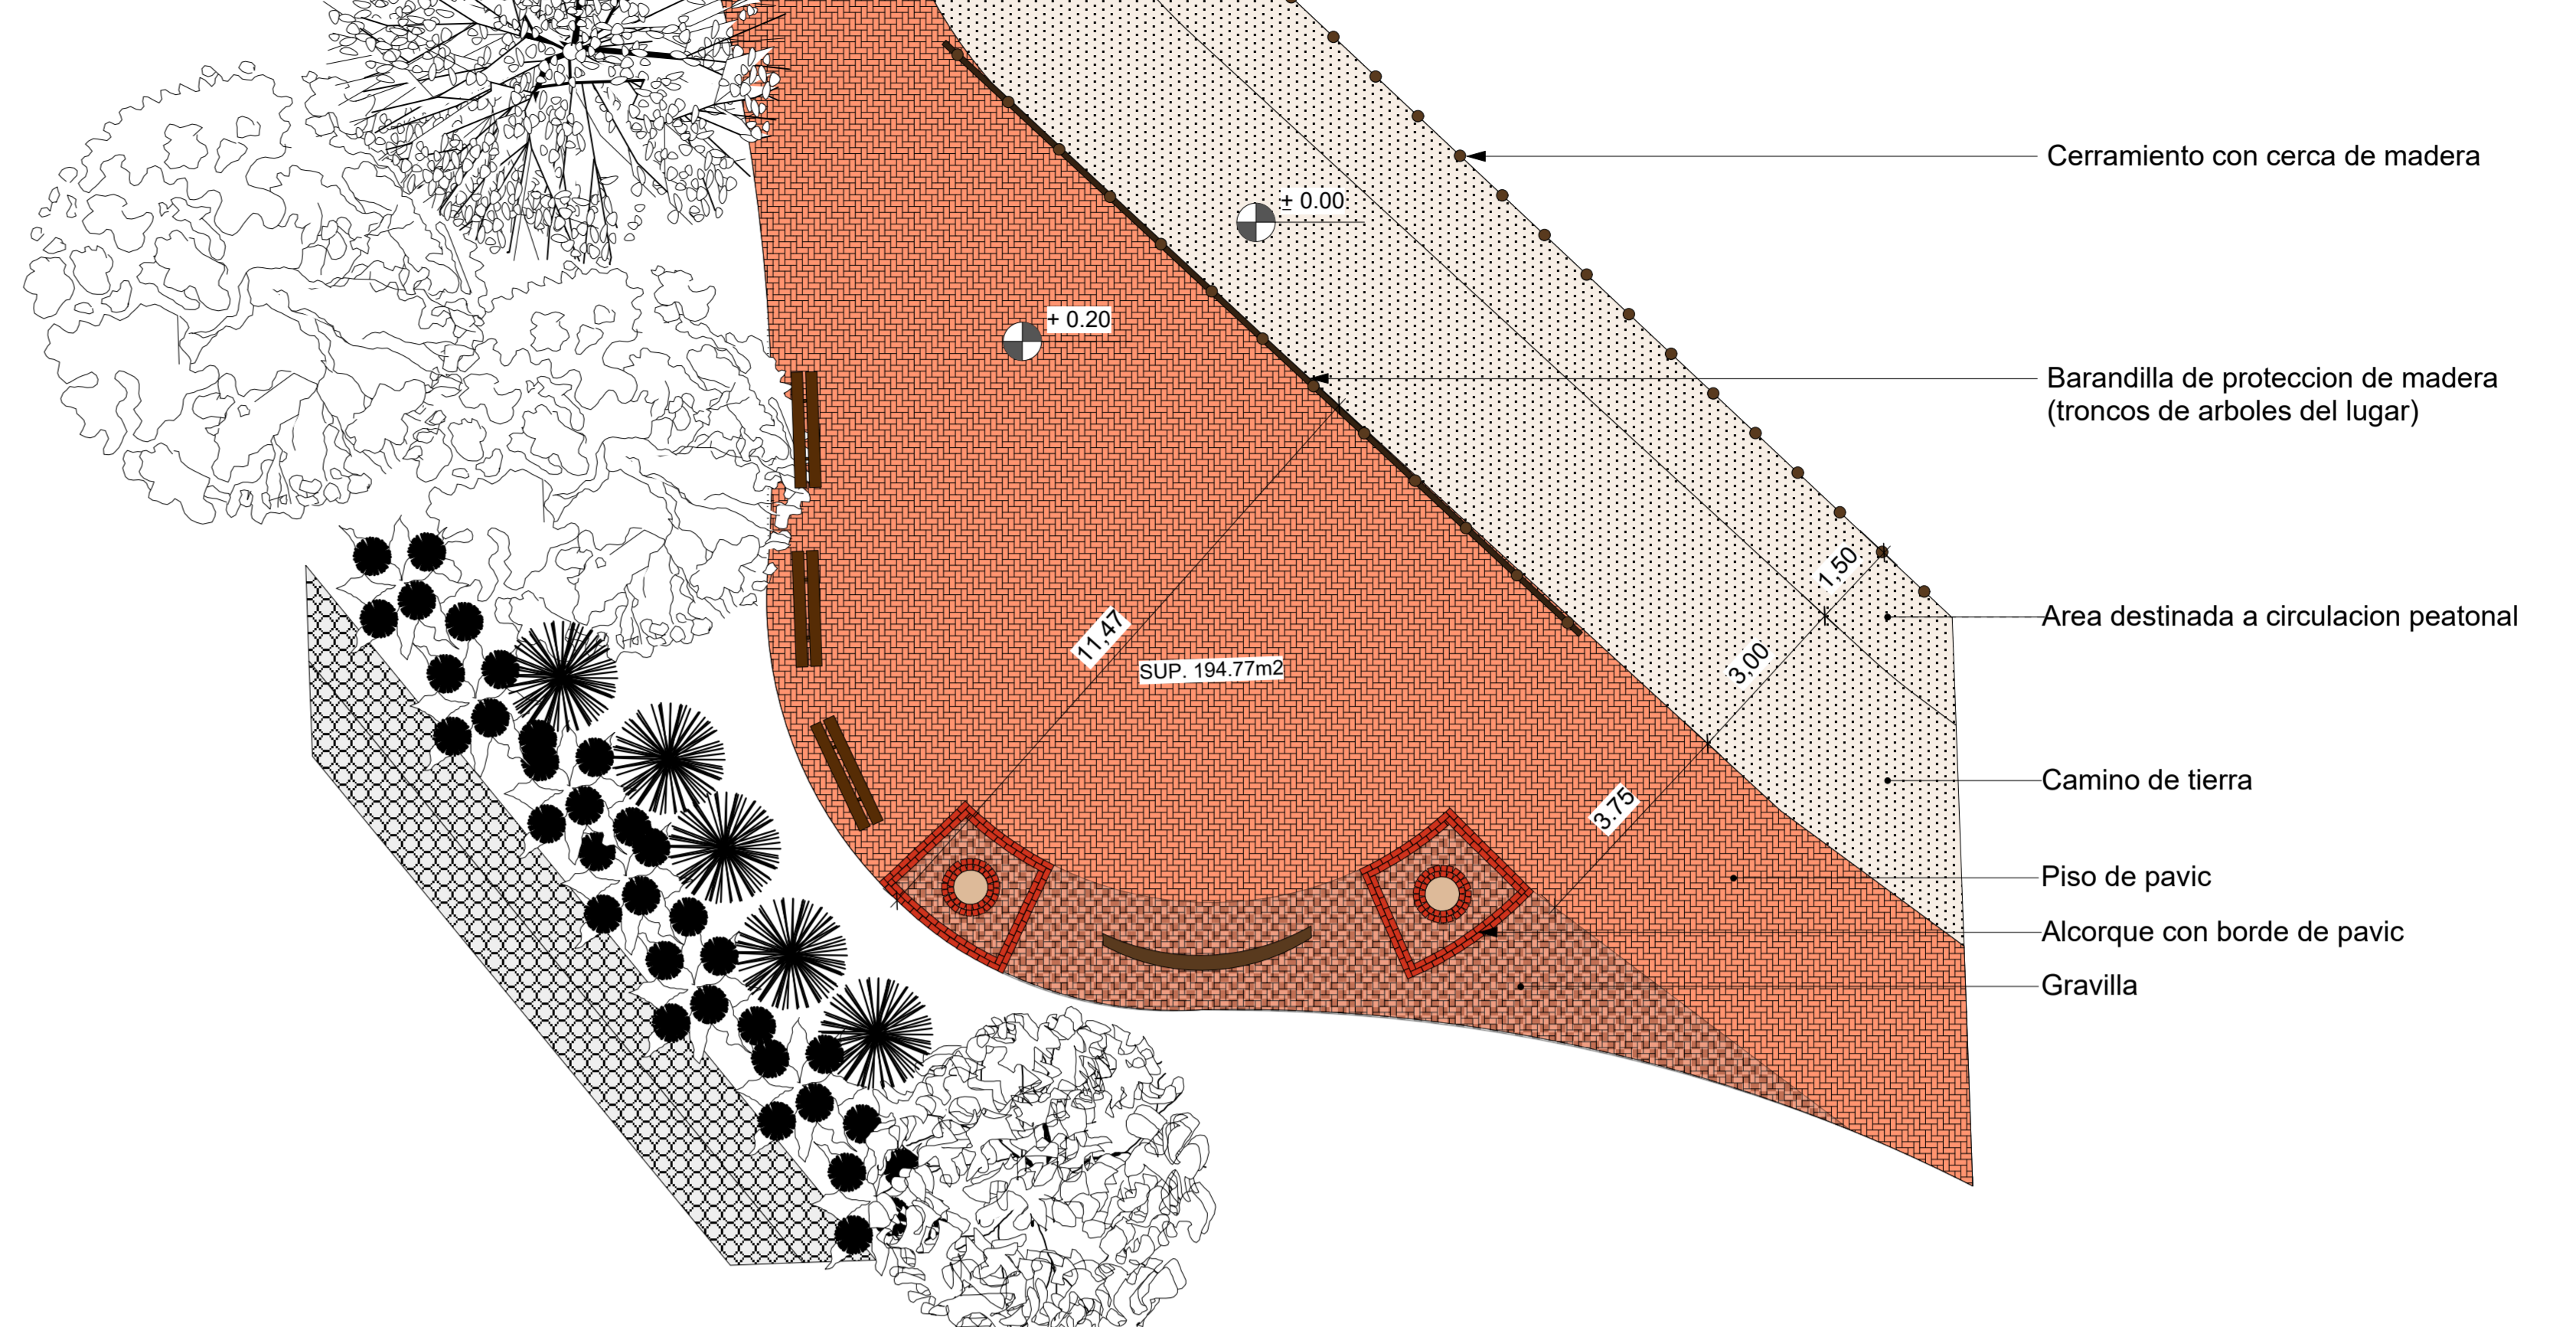 Cerramiento con cerca de madera
± 0.00
+ 0.20
Barandilla de proteccion de madera
(troncos de arboles del lugar)
1,50
11,47
Area destinada a circulacion peatonal
3,00
SUP. 194.77m2
Camino de tierra
3.75
Piso de pavic
Alcorque con borde de pavic
Gravilla